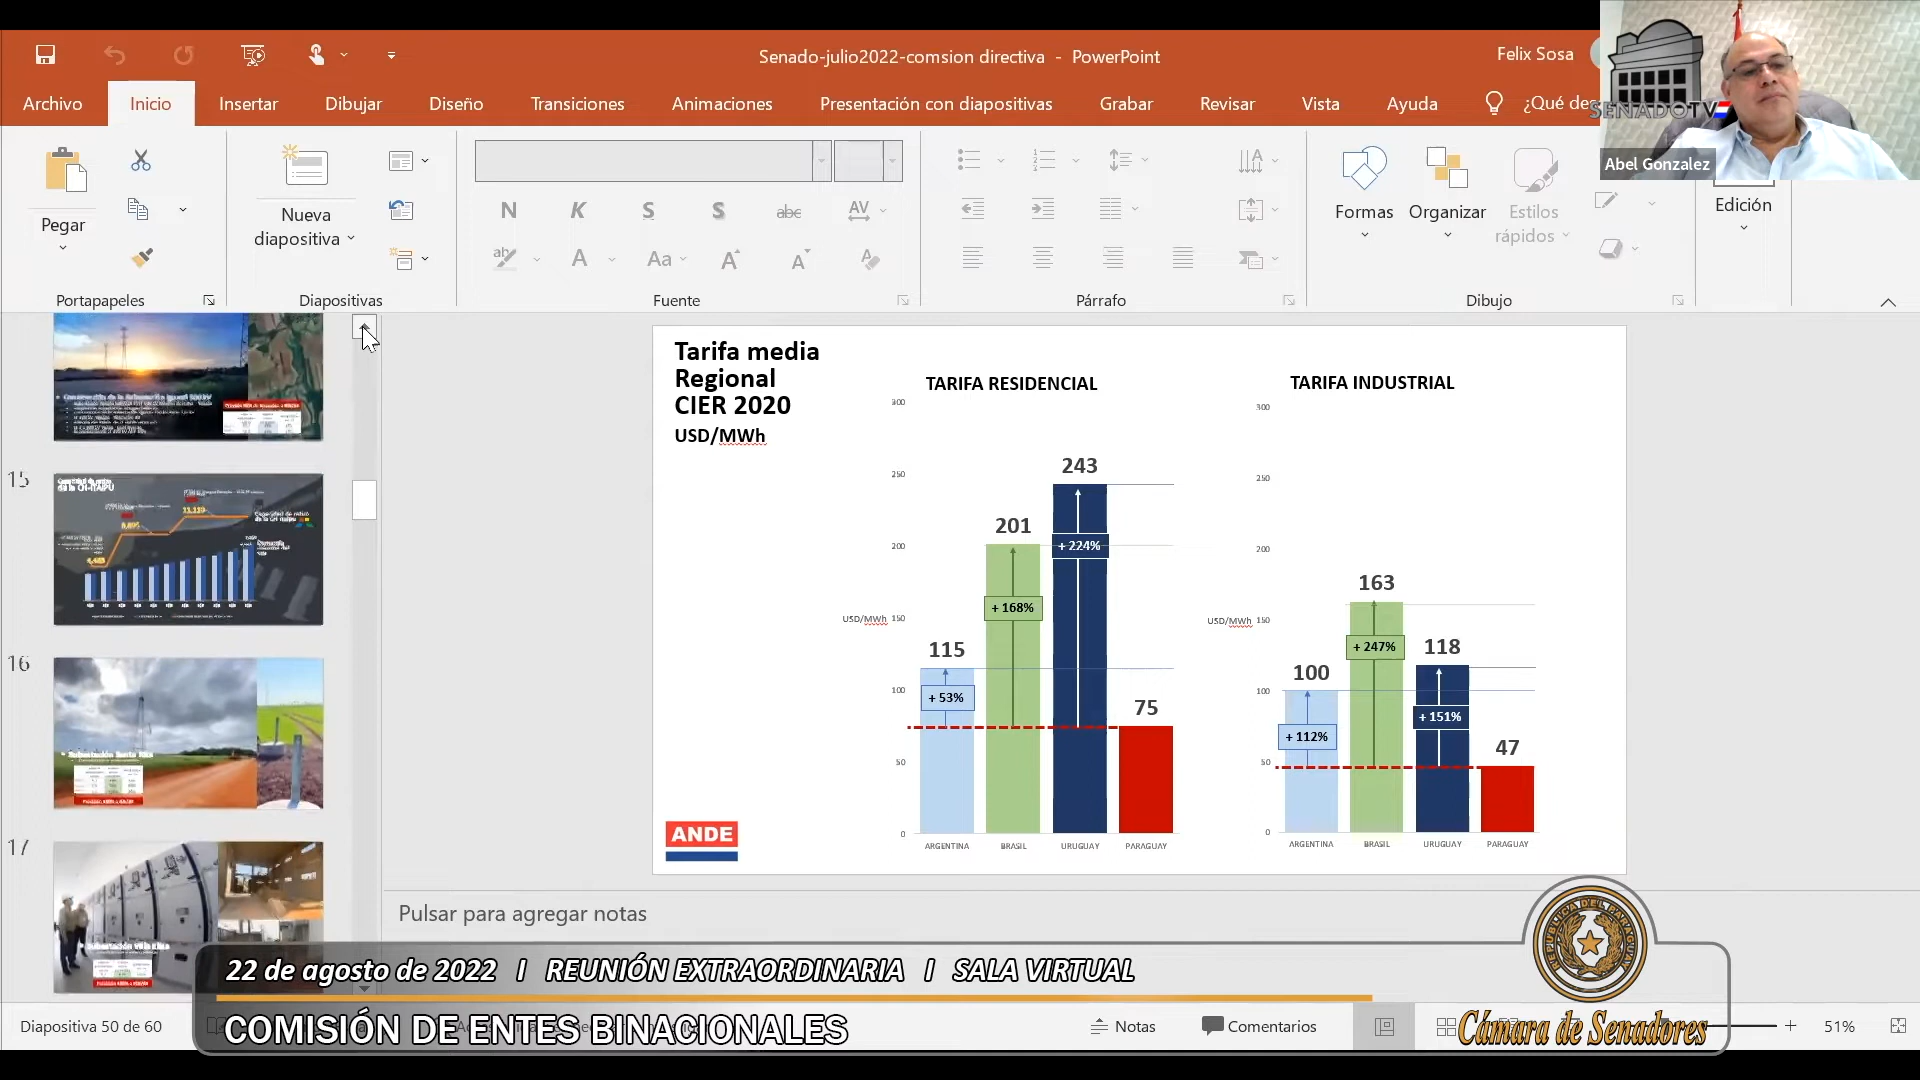 Senado-julio2022-comsion directiva - PowerPoint
Felix Sosa
Archivo
Inicio
Insertar
Dibujar
Diseño
Transiciones
Animaciones
Presentación con diapositivas
Grabar
Revisar
Vista
Ayuda
¿Qué de
SENADOTV
Abel Gonzalez
Pegar
Nueva
diapositiva
N
K
S
S
abc
AV
ab
A
Aa
A
A
Formas
Organizar
Estilos
rápidos
Edición
Portapapeles
Diapositivas
Fuente
Párrafo
Dibujo
15
16
17
Tarifa media
Regional
CIER 2020
USD/MWh
ANDE
TARIFA RESIDENCIAL
300
250
200
USD/MWh 150
100
50
0
115
201
243
75
+ 53%
+ 168%
+ 224%
ARGENTINA
BRASIL
URUGUAY
PARAGUAY
TARIFA INDUSTRIAL
300
250
200
USD/MWh 150
100
50
0
100
163
118
47
+ 112%
+ 247%
+ 151%
ARGENTINA
BRASIL
URUGUAY
PARAGUAY
Pulsar para agregar notas
22 de agosto de 2022 I REUNIÓN EXTRAORDINARIA I SALA VIRTUAL
COMISIÓN DE ENTES BINACIONALES
REPUBLICA DEL PARAGUAY
Cámara de Senadores
Diapositiva 50 de 60
Notas
Comentarios
51%